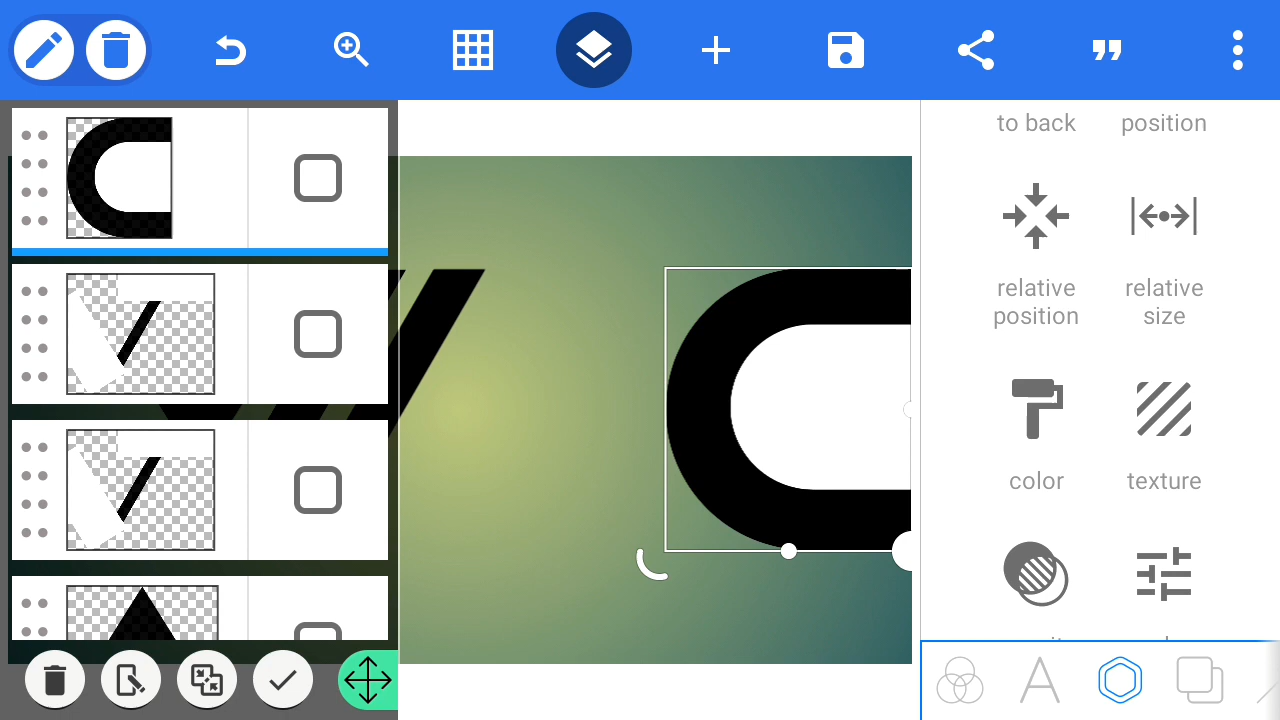 to back
position
relative
position
relative
size
color
texture